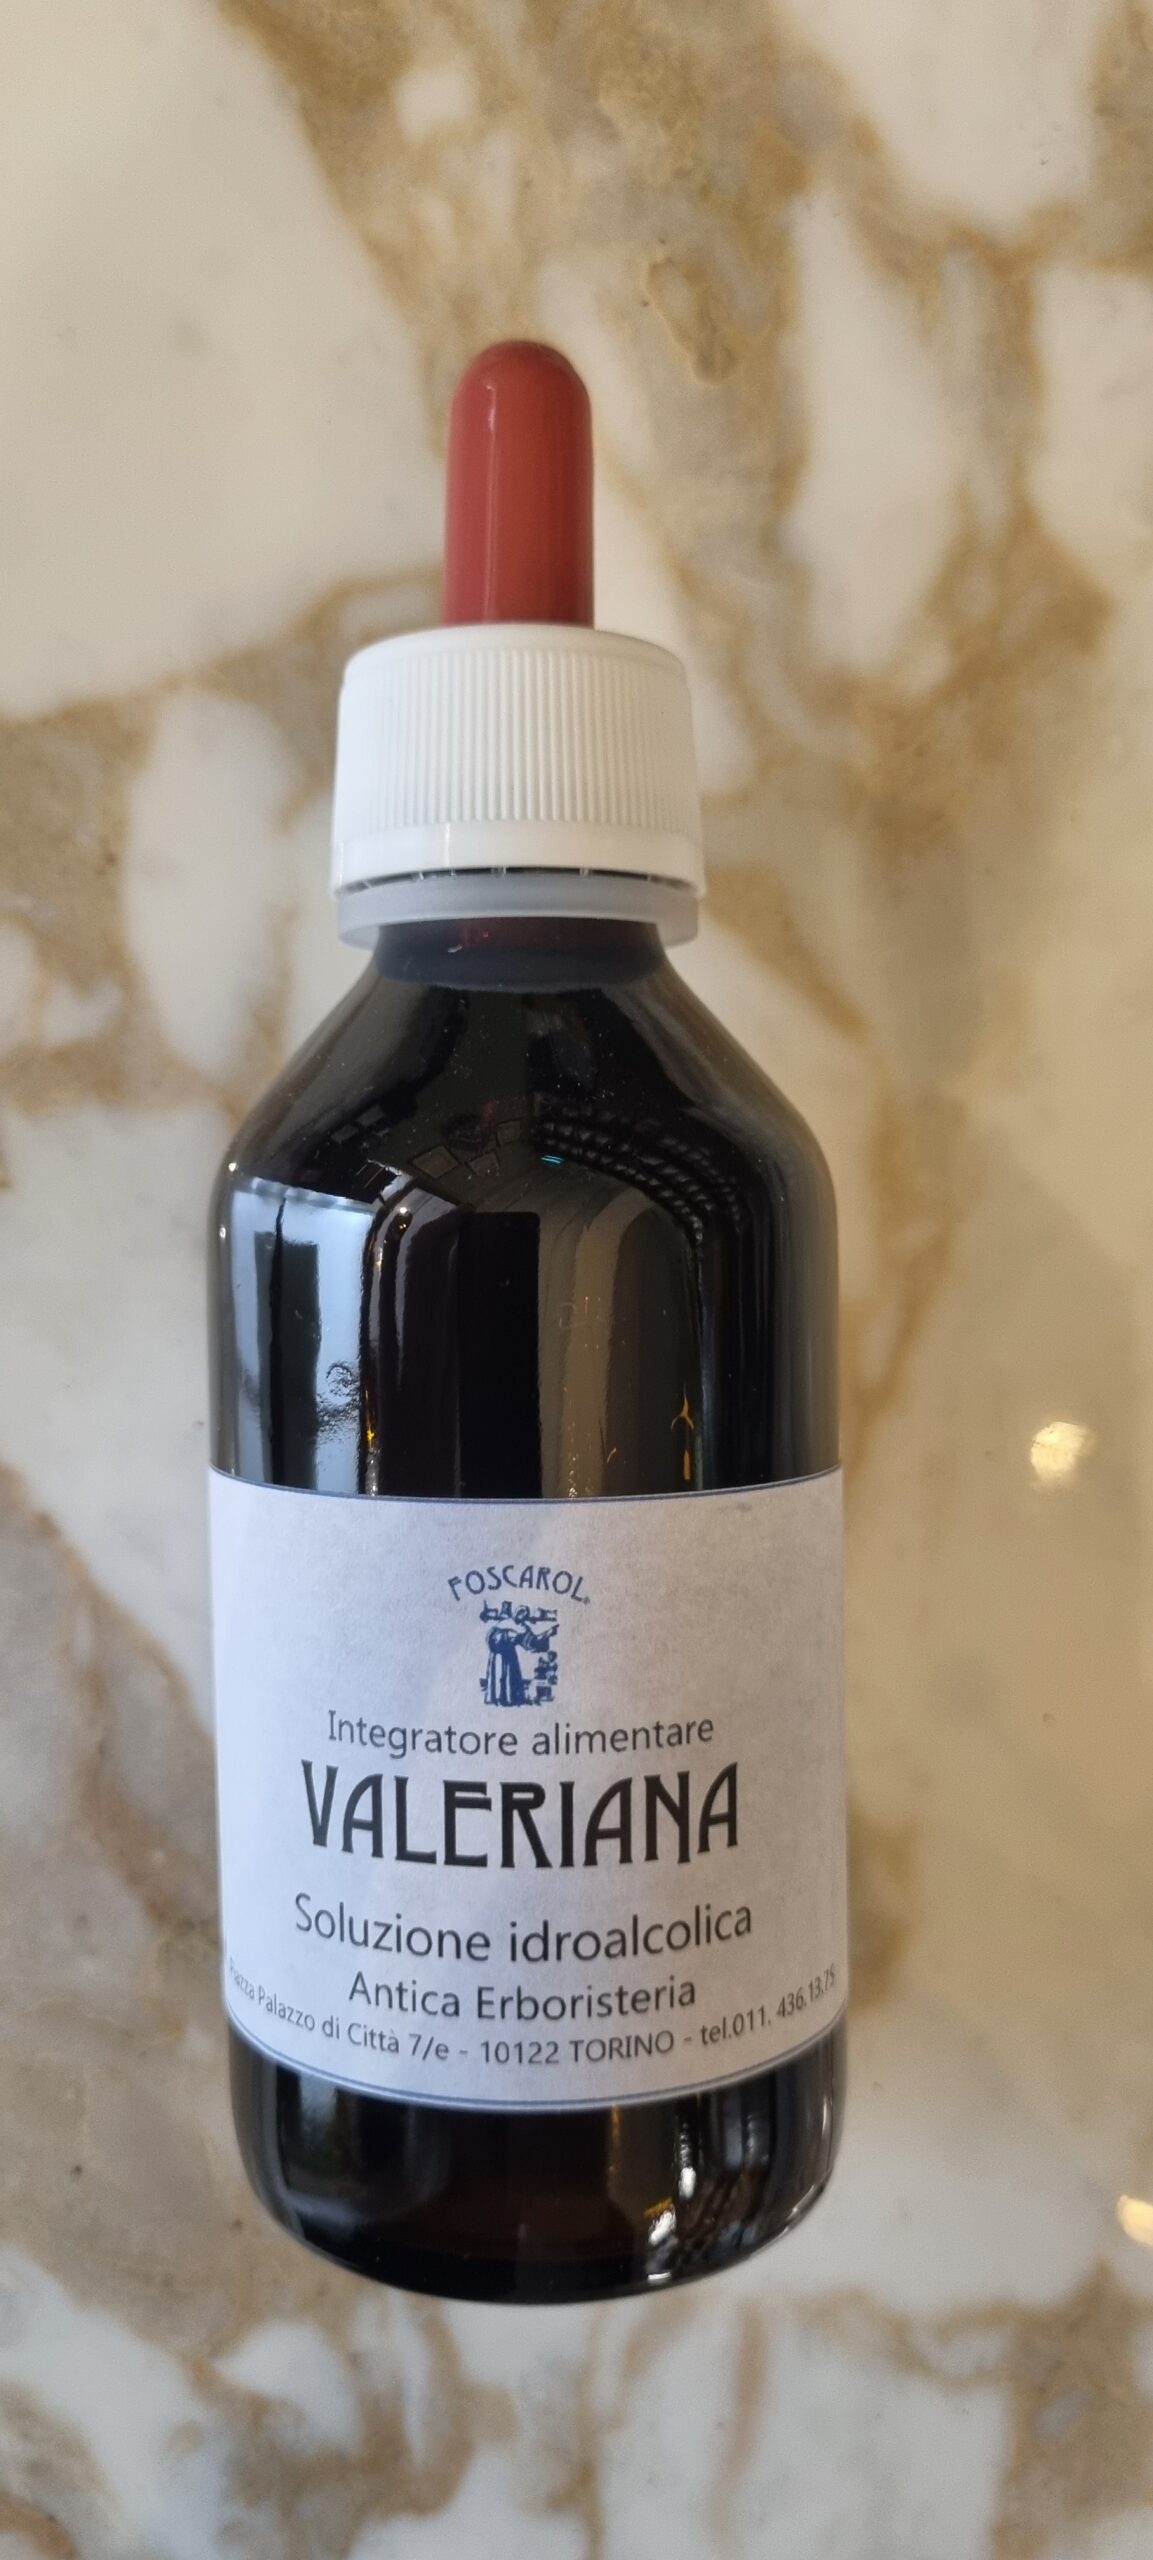 FOSCAROL
Integratore alimentare
VALERIANA
Soluzione idroalcolica
Antica Erboristeria
Piazza Palazzo di Città 7/e - 10122 TORINO - tel.011. 436.13.75